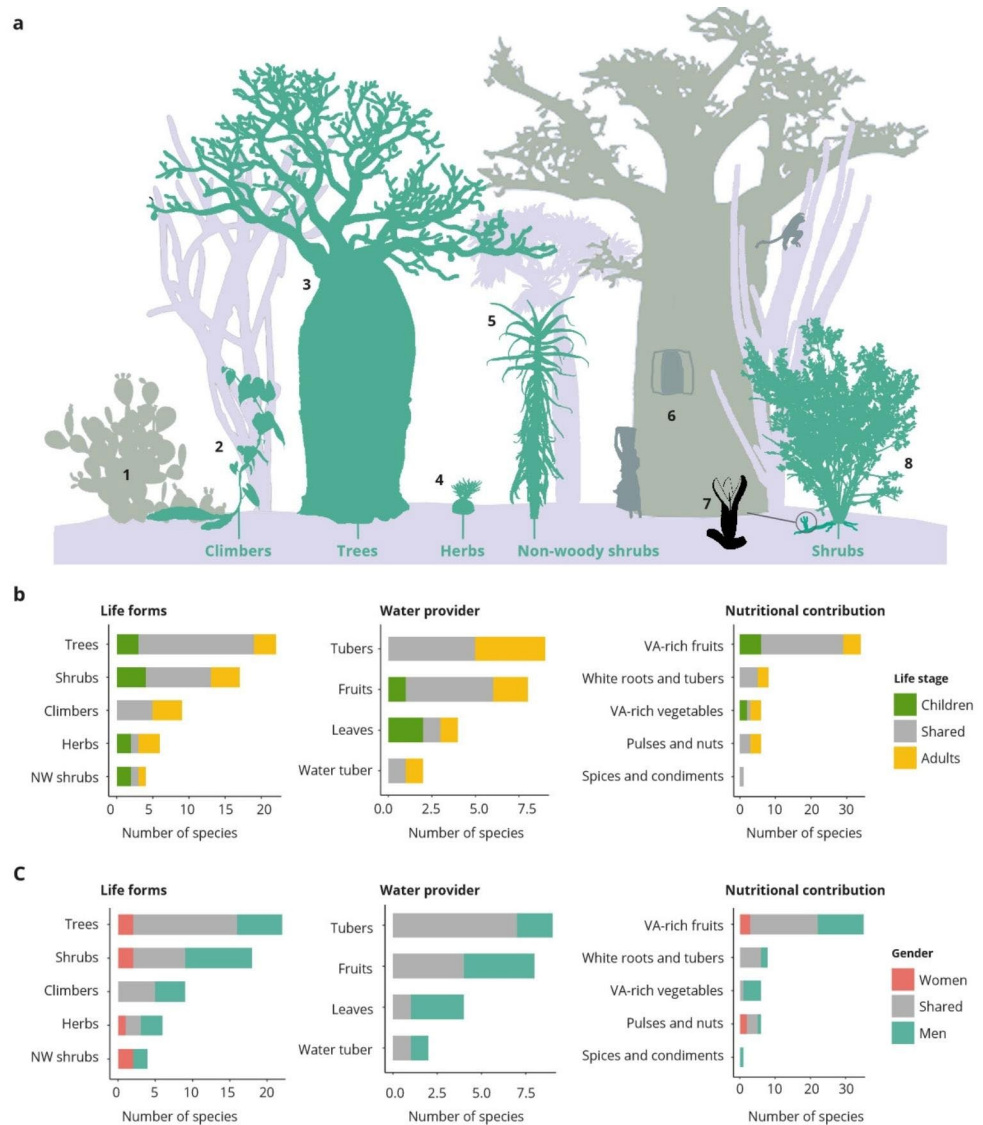 a
3
5
6
2
1
4
7
8
Climbers
Trees
Herbs
Non-woody shrubs
Shrubs
b
Life forms
Water provider
Nutritional contribution
Trees
Shrubs
Climbers
Herbs
NW shrubs
0
5
10
15
20
Number of species
Tubers
Fruits
Leaves
Water tuber
0.0
2.5
5.0
7.5
Number of species
VA-rich fruits
White roots and tubers
VA-rich vegetables
Pulses and nuts
Spices and condiments
0
10
20
30
Number of species
Life stage
Children
Shared
Adults
C
Life forms
Water provider
Nutritional contribution
Trees
Shrubs
Climbers
Herbs
NW shrubs
0
5
10
15
20
Number of species
Tubers
Fruits
Leaves
Water tuber
0.0
2.5
5.0
7.5
Number of species
VA-rich fruits
White roots and tubers
VA-rich vegetables
Pulses and nuts
Spices and condiments
0
10
20
30
Number of species
Gender
Women
Shared
Men